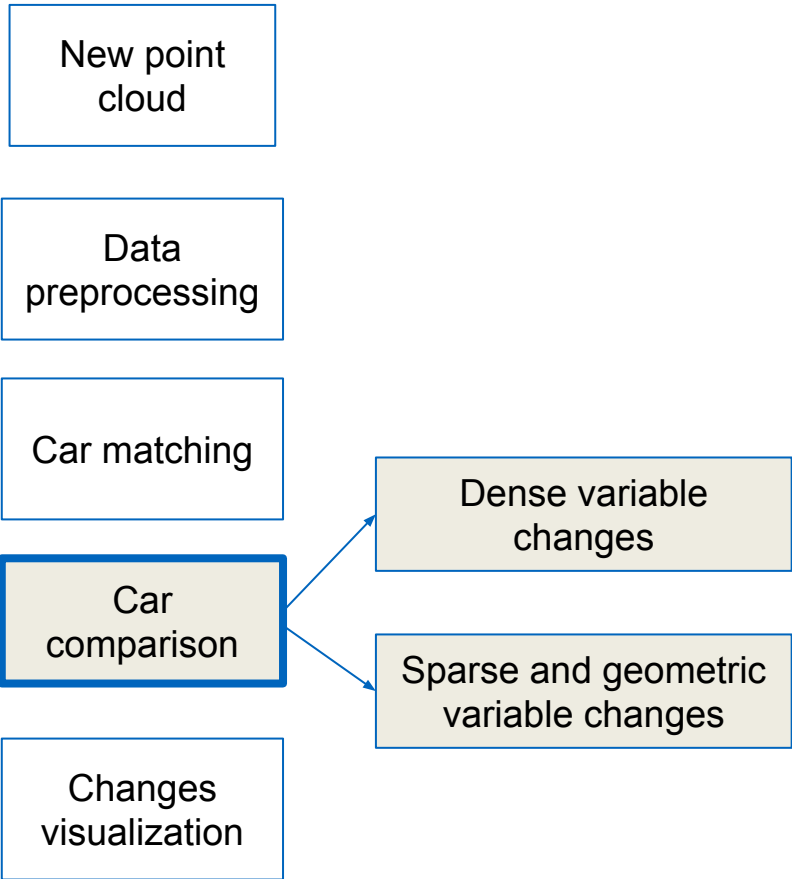 New point
cloud
Data
preprocessing
Car matching
Car
comparison
Dense variable
changes
Sparse and geometric
variable changes
Changes
visualization